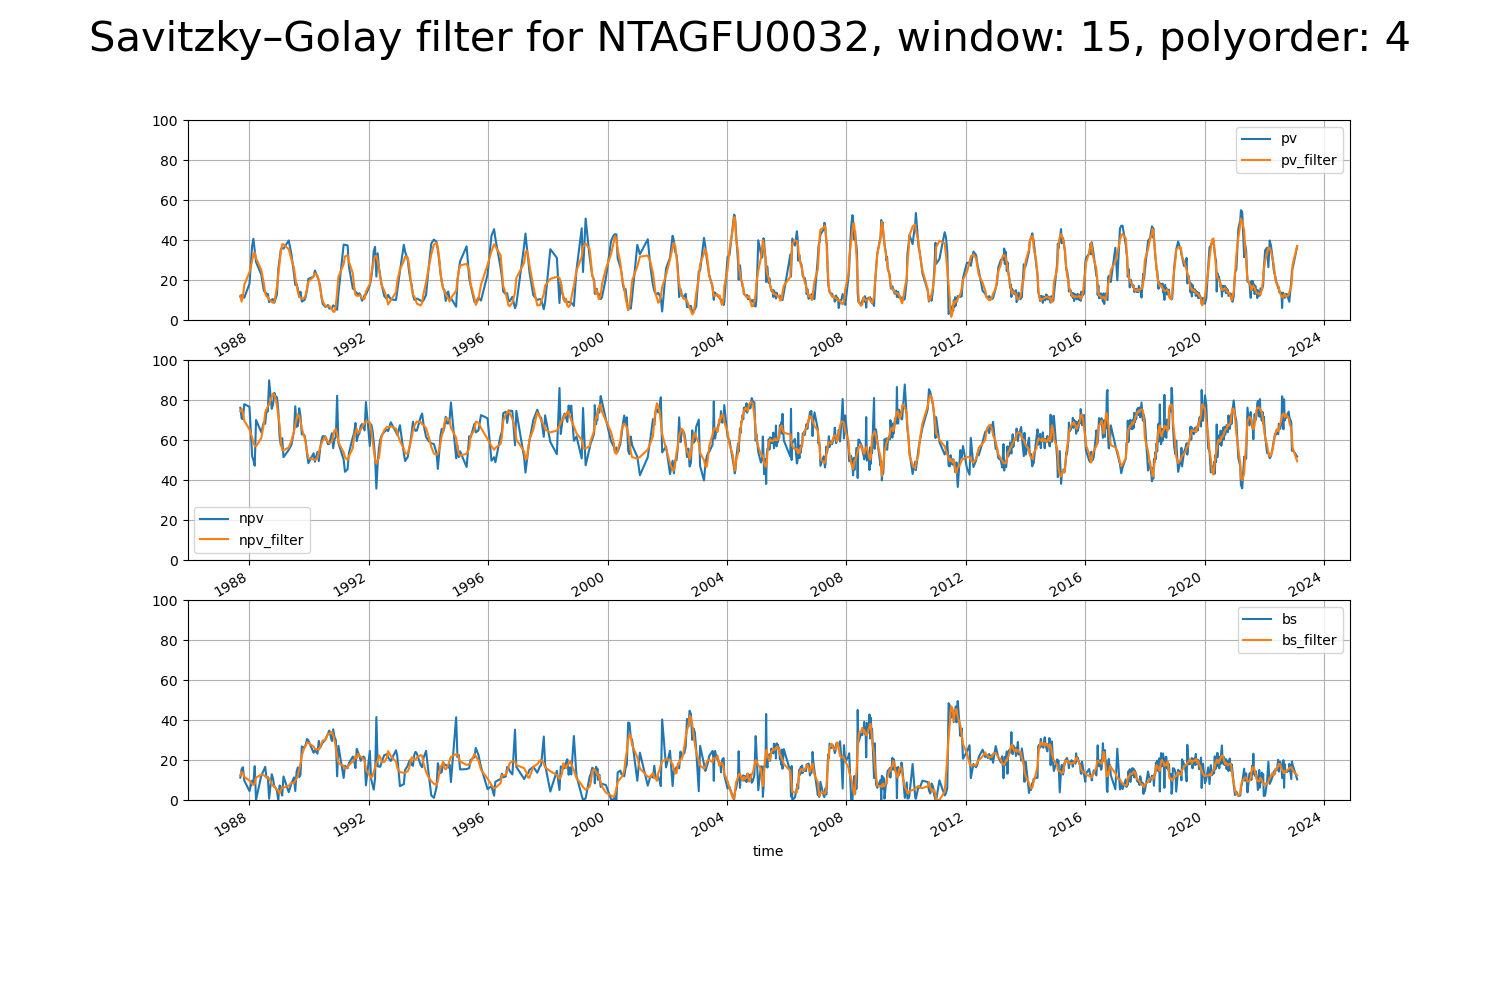 Savitzky–Golay filter for NTAGFU0032, window: 15, polyorder: 4
100
80
60
40
20
0
pv
pv_filter
1988 1992 1996 2000 2004 2008 2012 2016 2020 2024
100
80
60
40
20
0
npv
npv_filter
1988 1992 1996 2000 2004 2008 2012 2016 2020 2024
100
80
60
40
20
0
bs
bs_filter
1988 1992 1996 2000 2004 2008 2012 2016 2020 2024
time